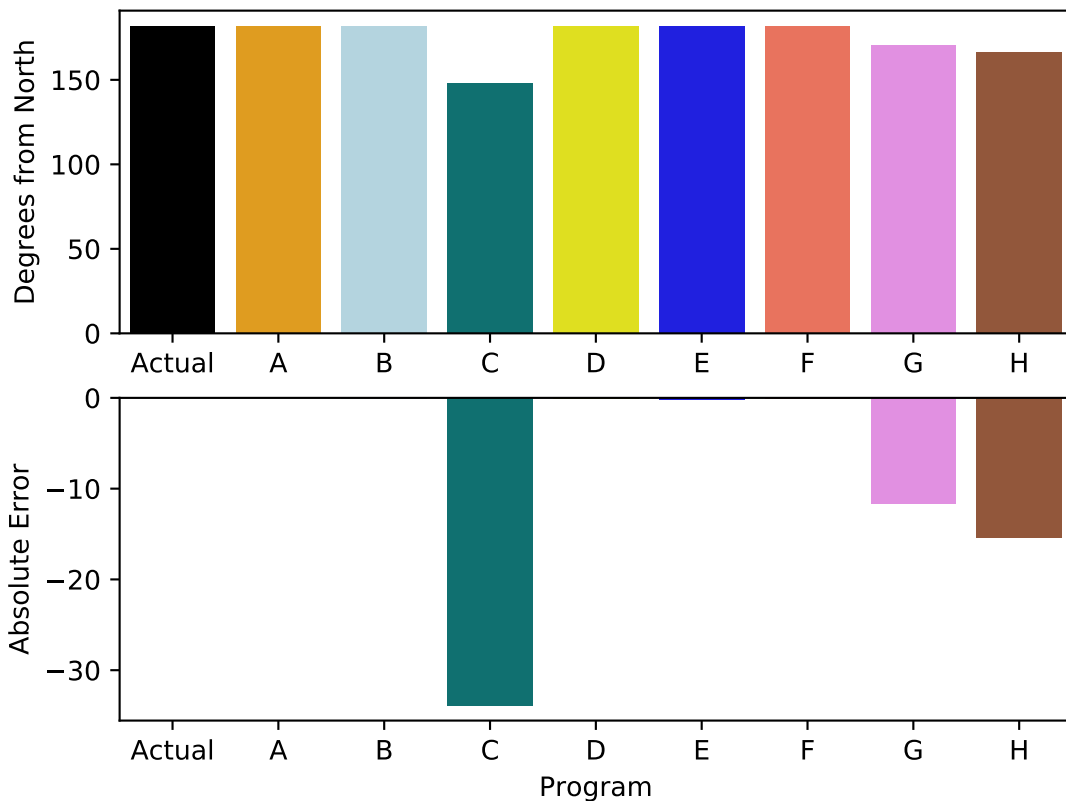 Degrees from North
150
100
50
0
Actual A B C D E F G H
Absolute Error
0
−10
−20
−30
Actual A B C D E F G H
Program